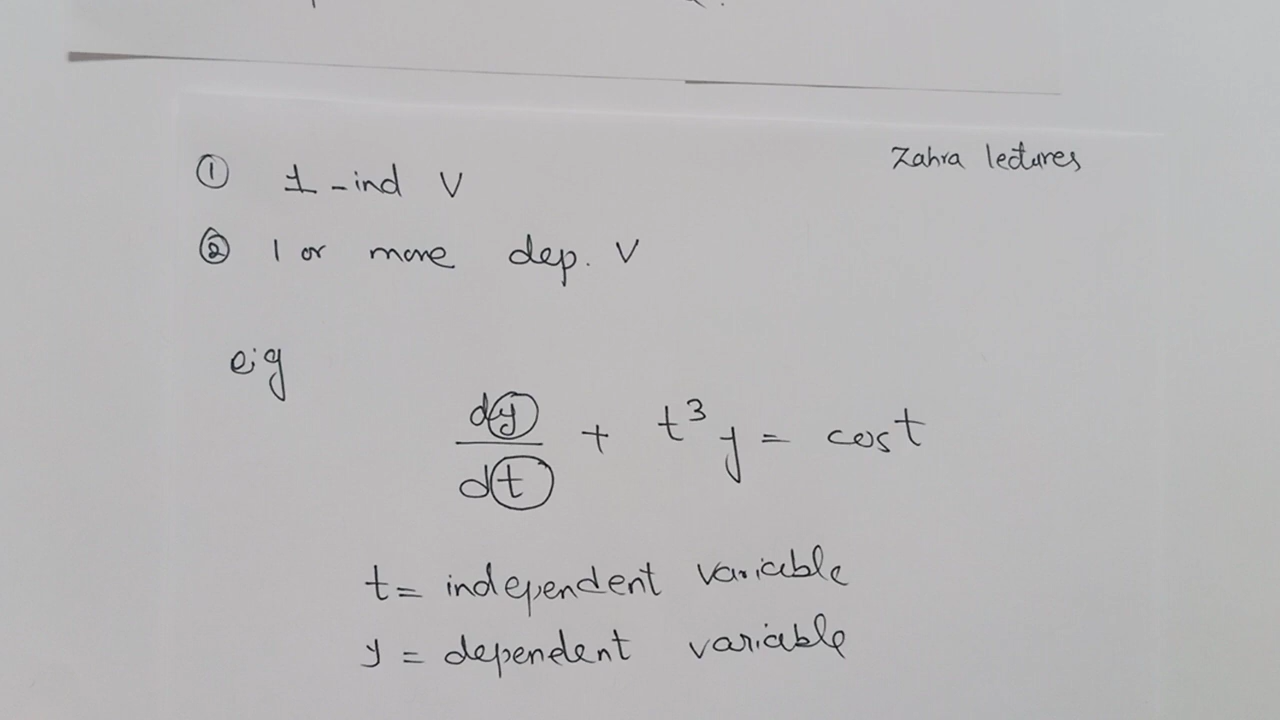 Zahra lectures
① 1-ind V
② 1 or more dep. V
e.g
dy/dt + t³y = cost
t = independent variable
y = dependent variable